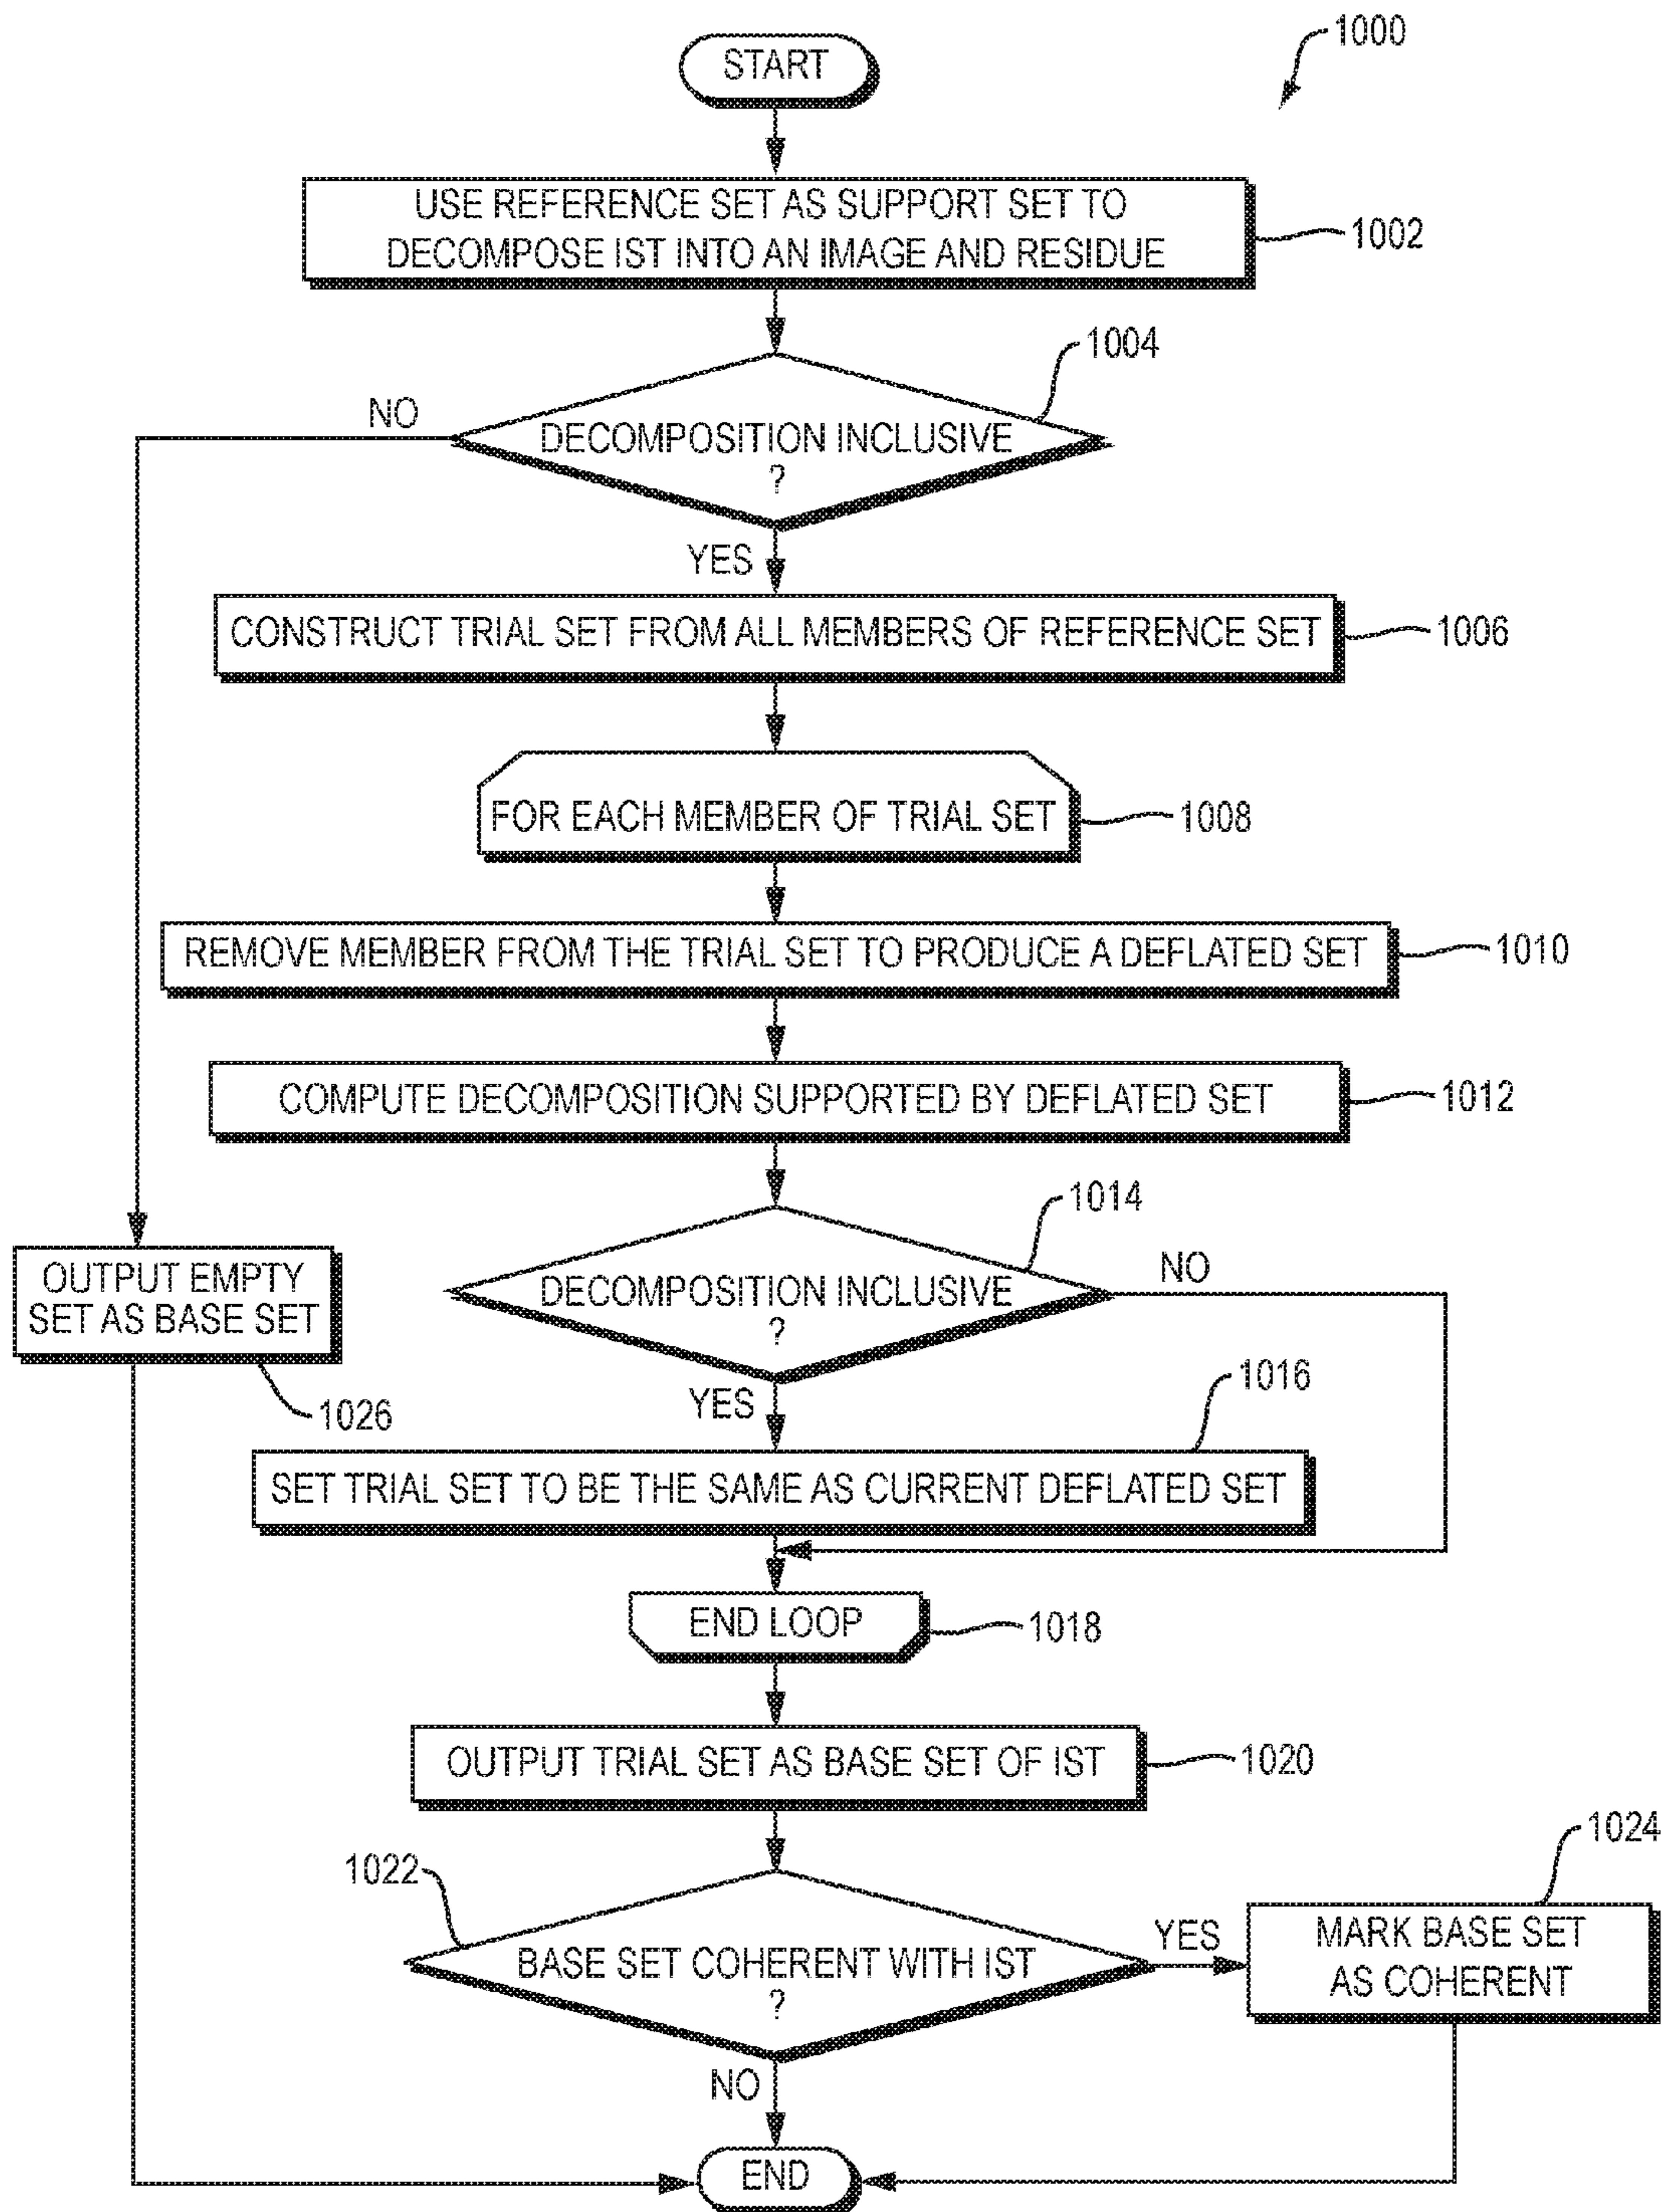 1000
START
USE REFERENCE SET AS SUPPORT SET TO
DECOMPOSE IST INTO AN IMAGE AND RESIDUE
1002
1004
NO
DECOMPOSITION INCLUSIVE
?
YES
CONSTRUCT TRIAL SET FROM ALL MEMBERS OF REFERENCE SET
1006
FOR EACH MEMBER OF TRIAL SET
1008
REMOVE MEMBER FROM THE TRIAL SET TO PRODUCE A DEFLATED SET
1010
COMPUTE DECOMPOSITION SUPPORTED BY DEFLATED SET
1012
1014
OUTPUT EMPTY
SET AS BASE SET
1026
DECOMPOSITION INCLUSIVE
?
NO
YES
1016
SET TRIAL SET TO BE THE SAME AS CURRENT DEFLATED SET
END LOOP
1018
OUTPUT TRIAL SET AS BASE SET OF IST
1020
1022
BASE SET COHERENT WITH IST
?
YES
1024
MARK BASE SET
AS COHERENT
NO
END